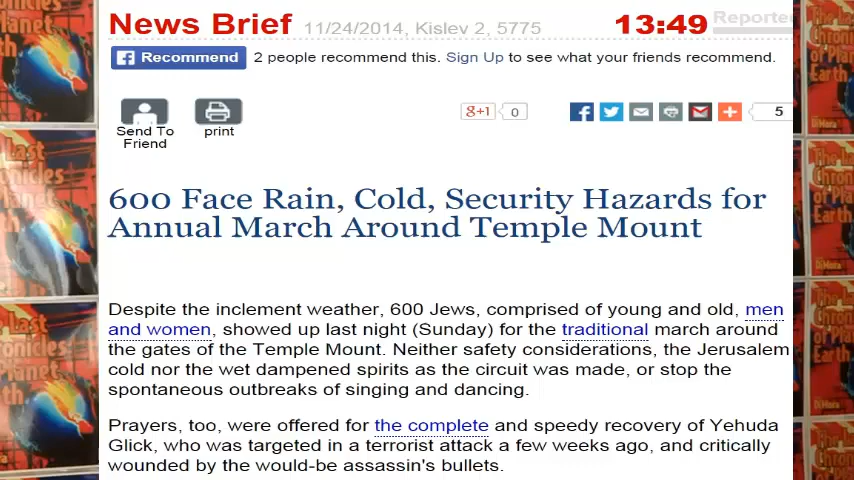 News Brief 11/24/2014, Kislev 2, 5775 13:49 Reporter
Recommend 2 people recommend this. Sign Up to see what your friends recommend.
g+1 0 5
Send To
Friend
print
600 Face Rain, Cold, Security Hazards for
Annual March Around Temple Mount
Despite the inclement weather, 600 Jews, comprised of young and old, men
and women, showed up last night (Sunday) for the traditional march around
the gates of the Temple Mount. Neither safety considerations, the Jerusalem
cold nor the wet dampened spirits as the circuit was made, or stop the
spontaneous outbreaks of singing and dancing.
Prayers, too, were offered for the complete and speedy recovery of Yehuda
Glick, who was targeted in a terrorist attack a few weeks ago, and critically
wounded by the would-be assassin's bullets.